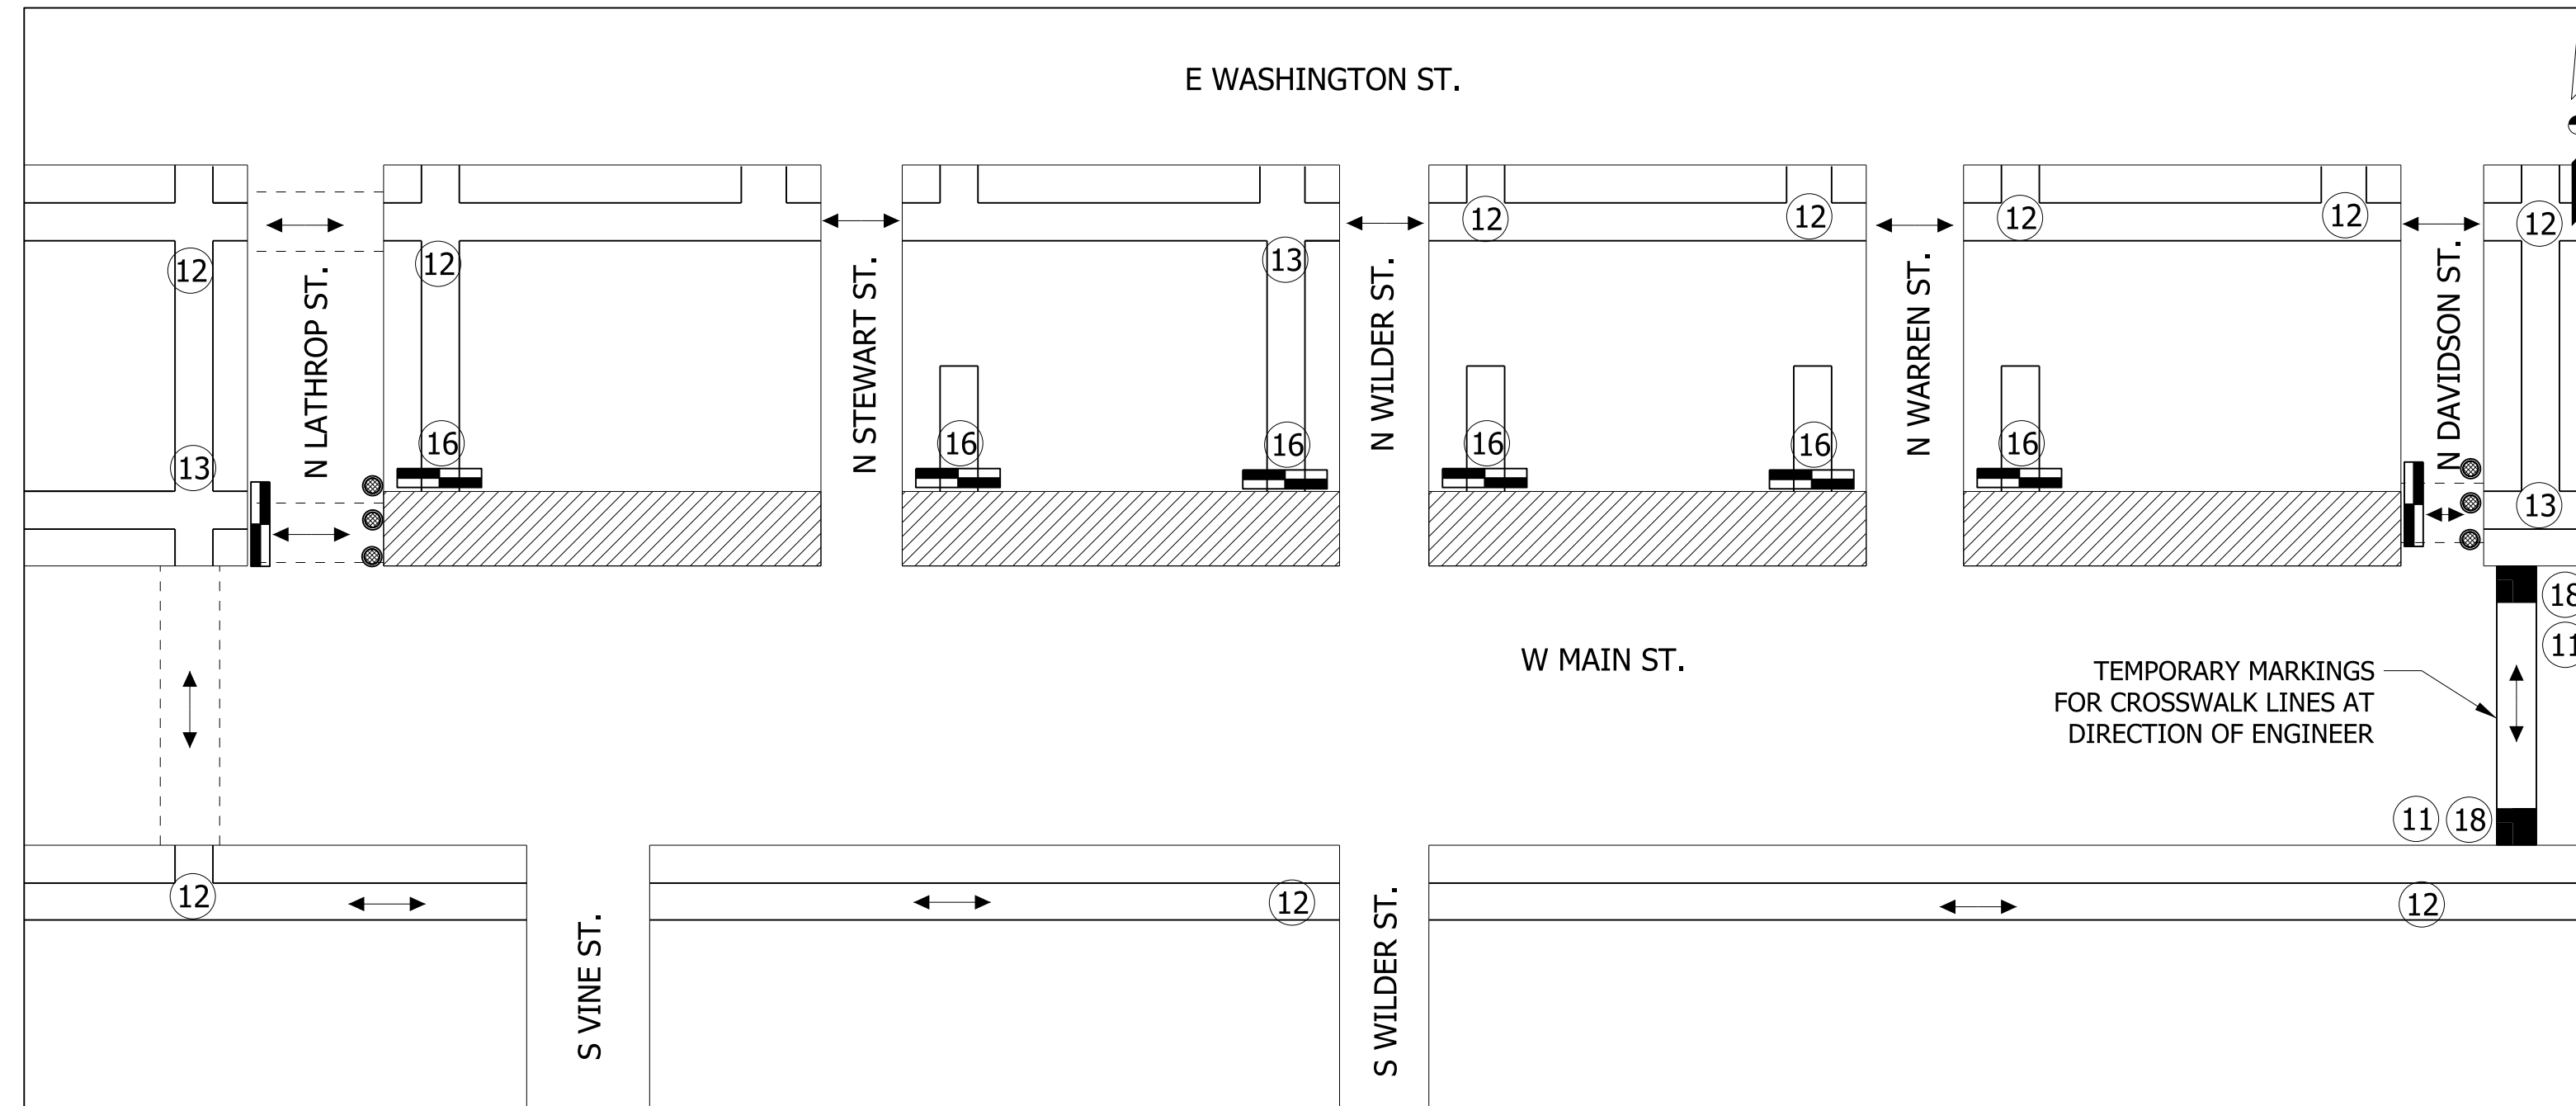 E WASHINGTON ST.
12
12
12
12
12
12
12
13
N LATHROP ST.
N STEWART ST.
N WILDER ST.
N WARREN ST.
N DAVIDSON ST.
13
16
16
16
16
16
16
13
18
11
W MAIN ST.
TEMPORARY MARKINGS
FOR CROSSWALK LINES AT
DIRECTION OF ENGINEER
11
18
12
12
12
S VINE ST.
S WILDER ST.